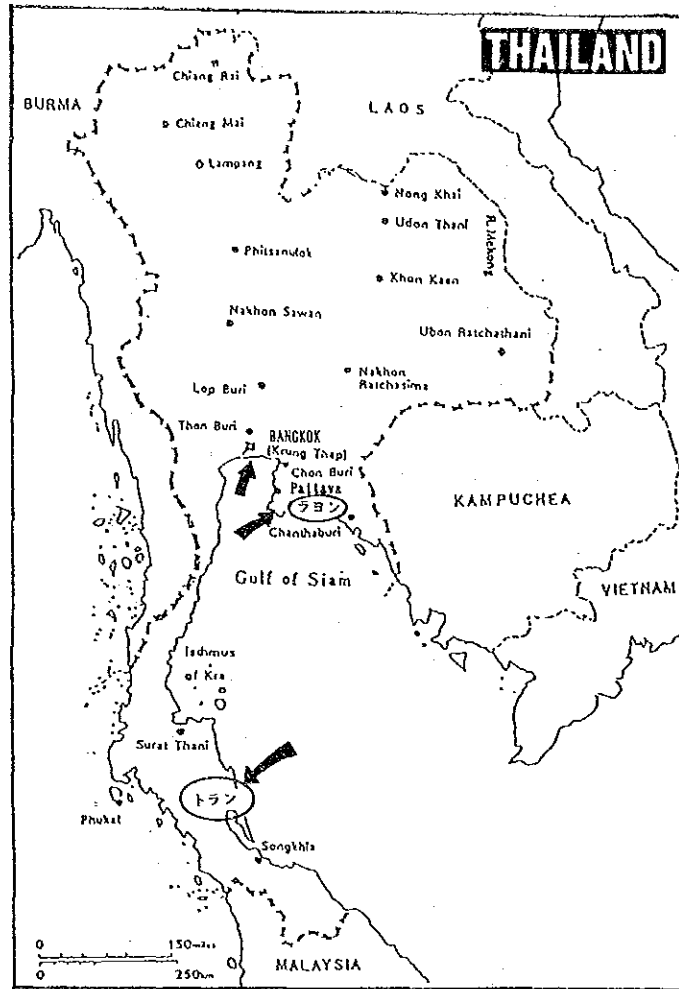 THAILAND
Chiang Rai
BURMA
LAOS
Chiang Mai
Lampang
Nong Khai
Udon Thani
R. Mekong
Phitsanulok
Khon Kaen
Nakhon Sawan
Ubon Ratchathani
Nakhon
Ratchasima
Lop Buri
Thon Buri
BANGKOK
(Krung Thep)
Chon Buri
Pattaya
ラヨン
KAMPUCHEA
Chanthaburi
Gulf of Siam
VIETNAM
Isthmus
of Kra
Surat Thani
トラン
Phuket
Songkhla
0 150miles
0 250km
MALAYSIA